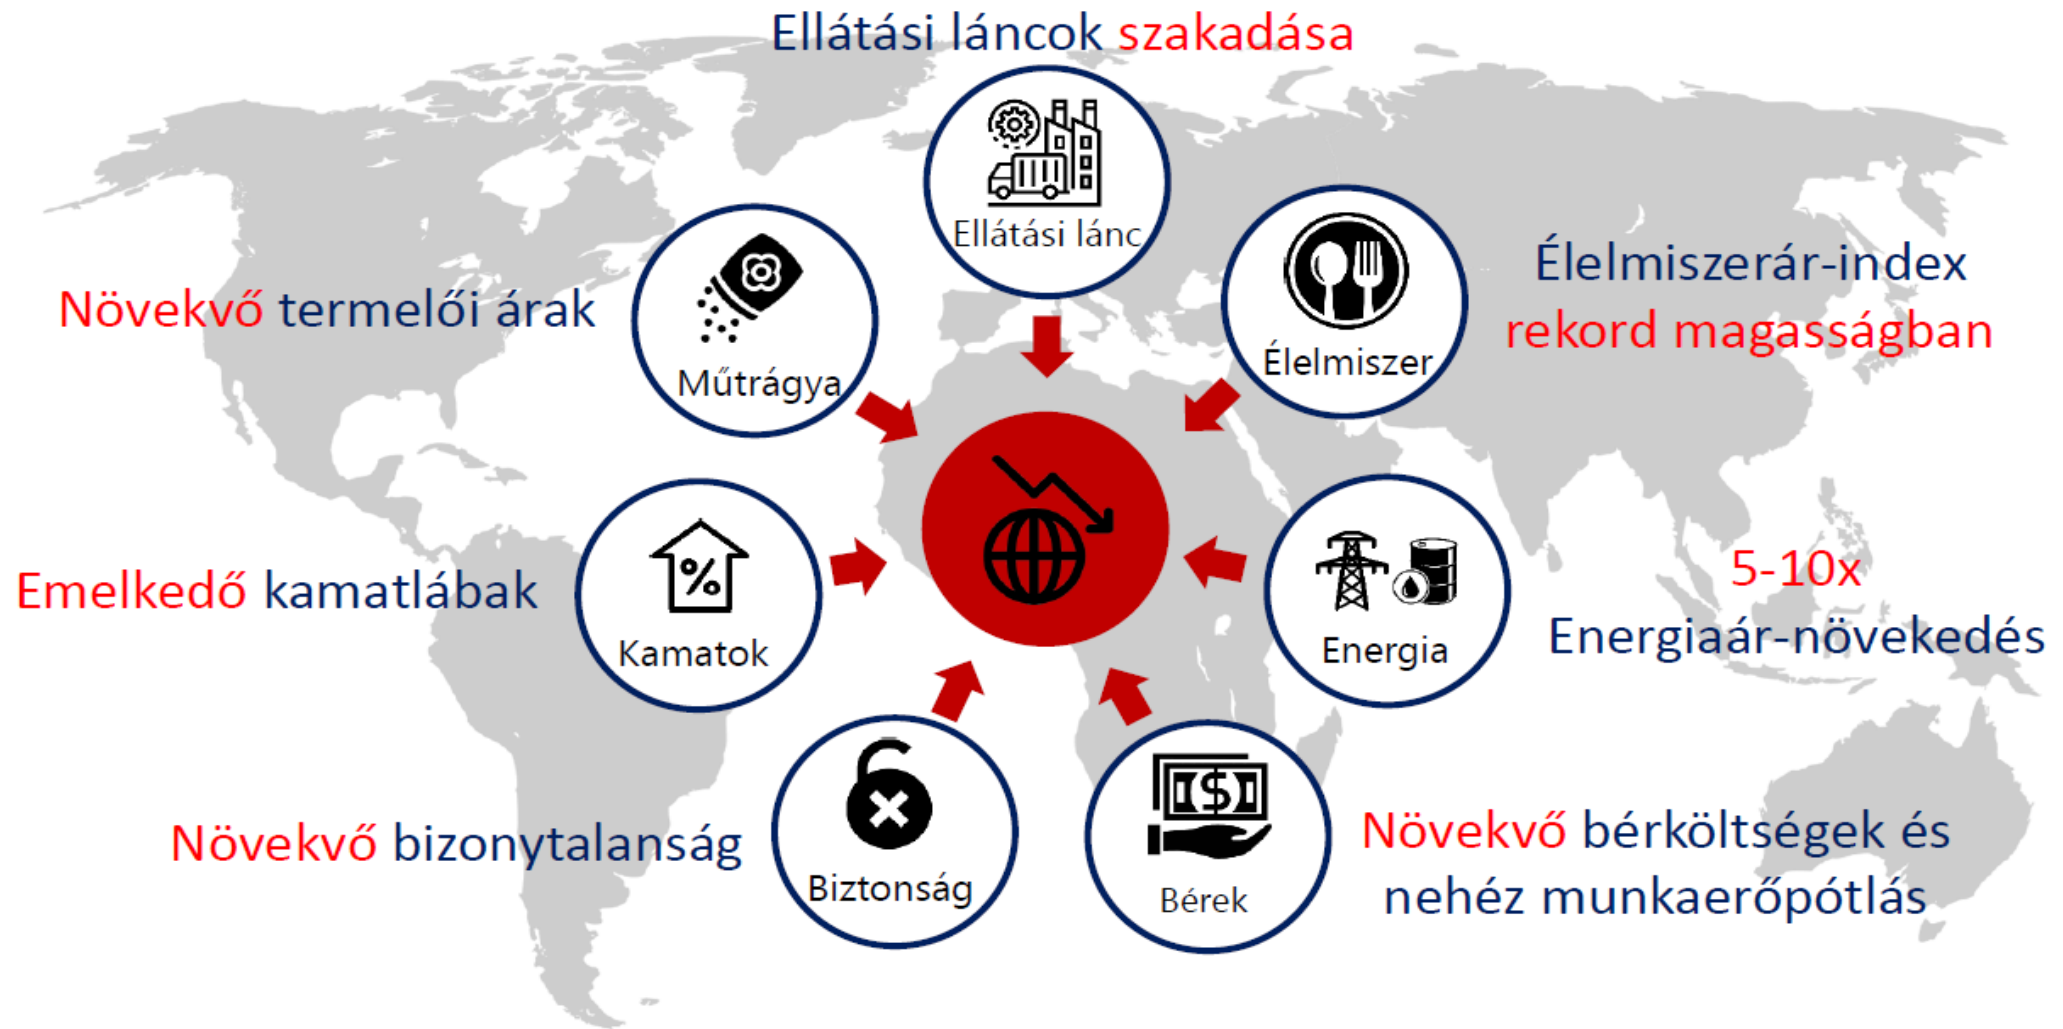 Ellátási láncok szakadása
Ellátási lánc
Élelmiszerár-index
rekord magasságban
Élelmiszer
Növekvő termelői árak
Műtrágya
5-10x
Energiaár-növekedés
Energia
Emelkedő kamatlábak
Kamatok
Növekvő bizonytalanság
Biztonság
Növekvő bérköltségek és
nehéz munkaerőpótlás
Bérek